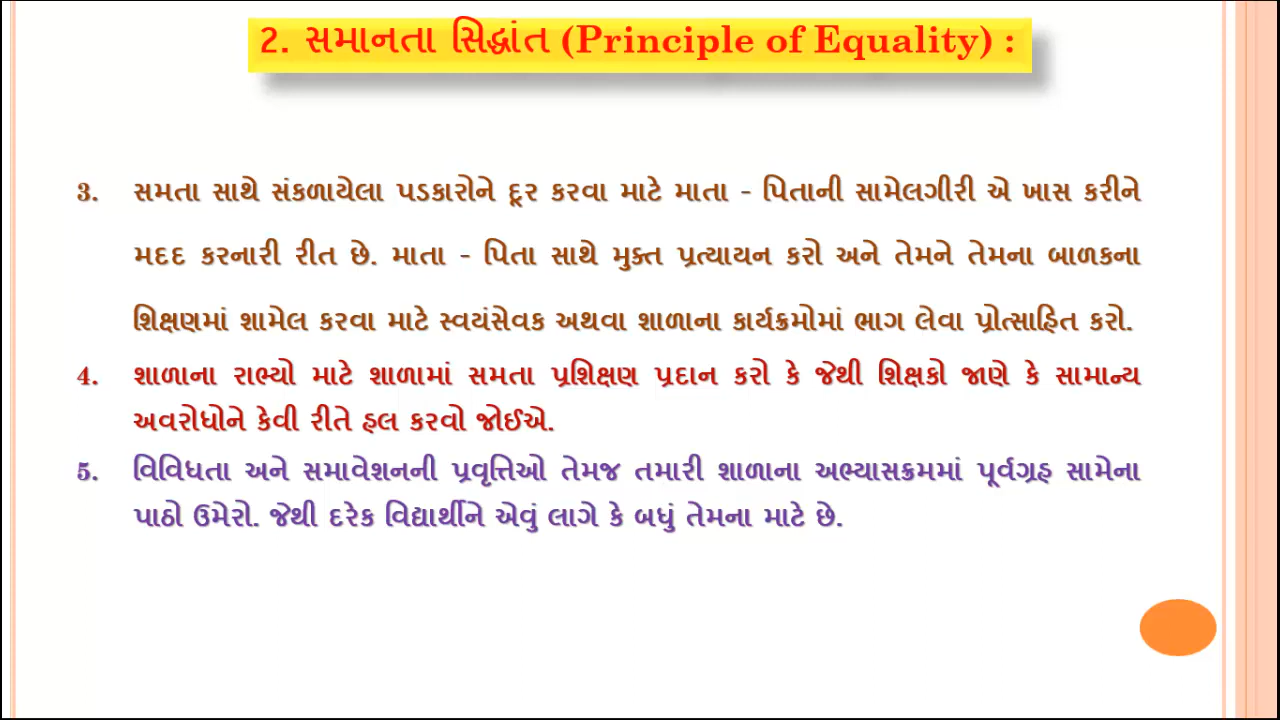 2. સમાનતા સિદ્ધાંત (Principle of Equality) :
3. સમતા સાથે સંકળાયેલા પડકારોને દૂર કરવા માટે માતા - પિતાની સામેલગીરી એ ખાસ કરીને
મદદ કરનારી રીત છે. માતા - પિતા સાથે મુક્ત પ્રત્યાયન કરો અને તેમને તેમના બાળકના
શિક્ષણમાં શામેલ કરવા માટે સ્વયંસેવક અથવા શાળાના કાર્યક્રમોમાં ભાગ લેવા પ્રોત્સાહિત કરો.
4. શાળાના રાભ્યો માટે શાળામાં સમતા પ્રશિક્ષણ પ્રદાન કરો કે જેથી શિક્ષકો જાણે કે સામાન્ય
અવરોધોને કેવી રીતે હલ કરવો જોઈએ.
5. વિવિધતા અને સમાવેશનની પ્રવૃત્તિઓ તેમજ તમારી શાળાના અભ્યાસક્રમમાં પૂર્વગ્રહ સામેના
પાઠો ઉમેરો. જેથી દરેક વિદ્યાર્થીને એવું લાગે કે બધું તેમના માટે છે.